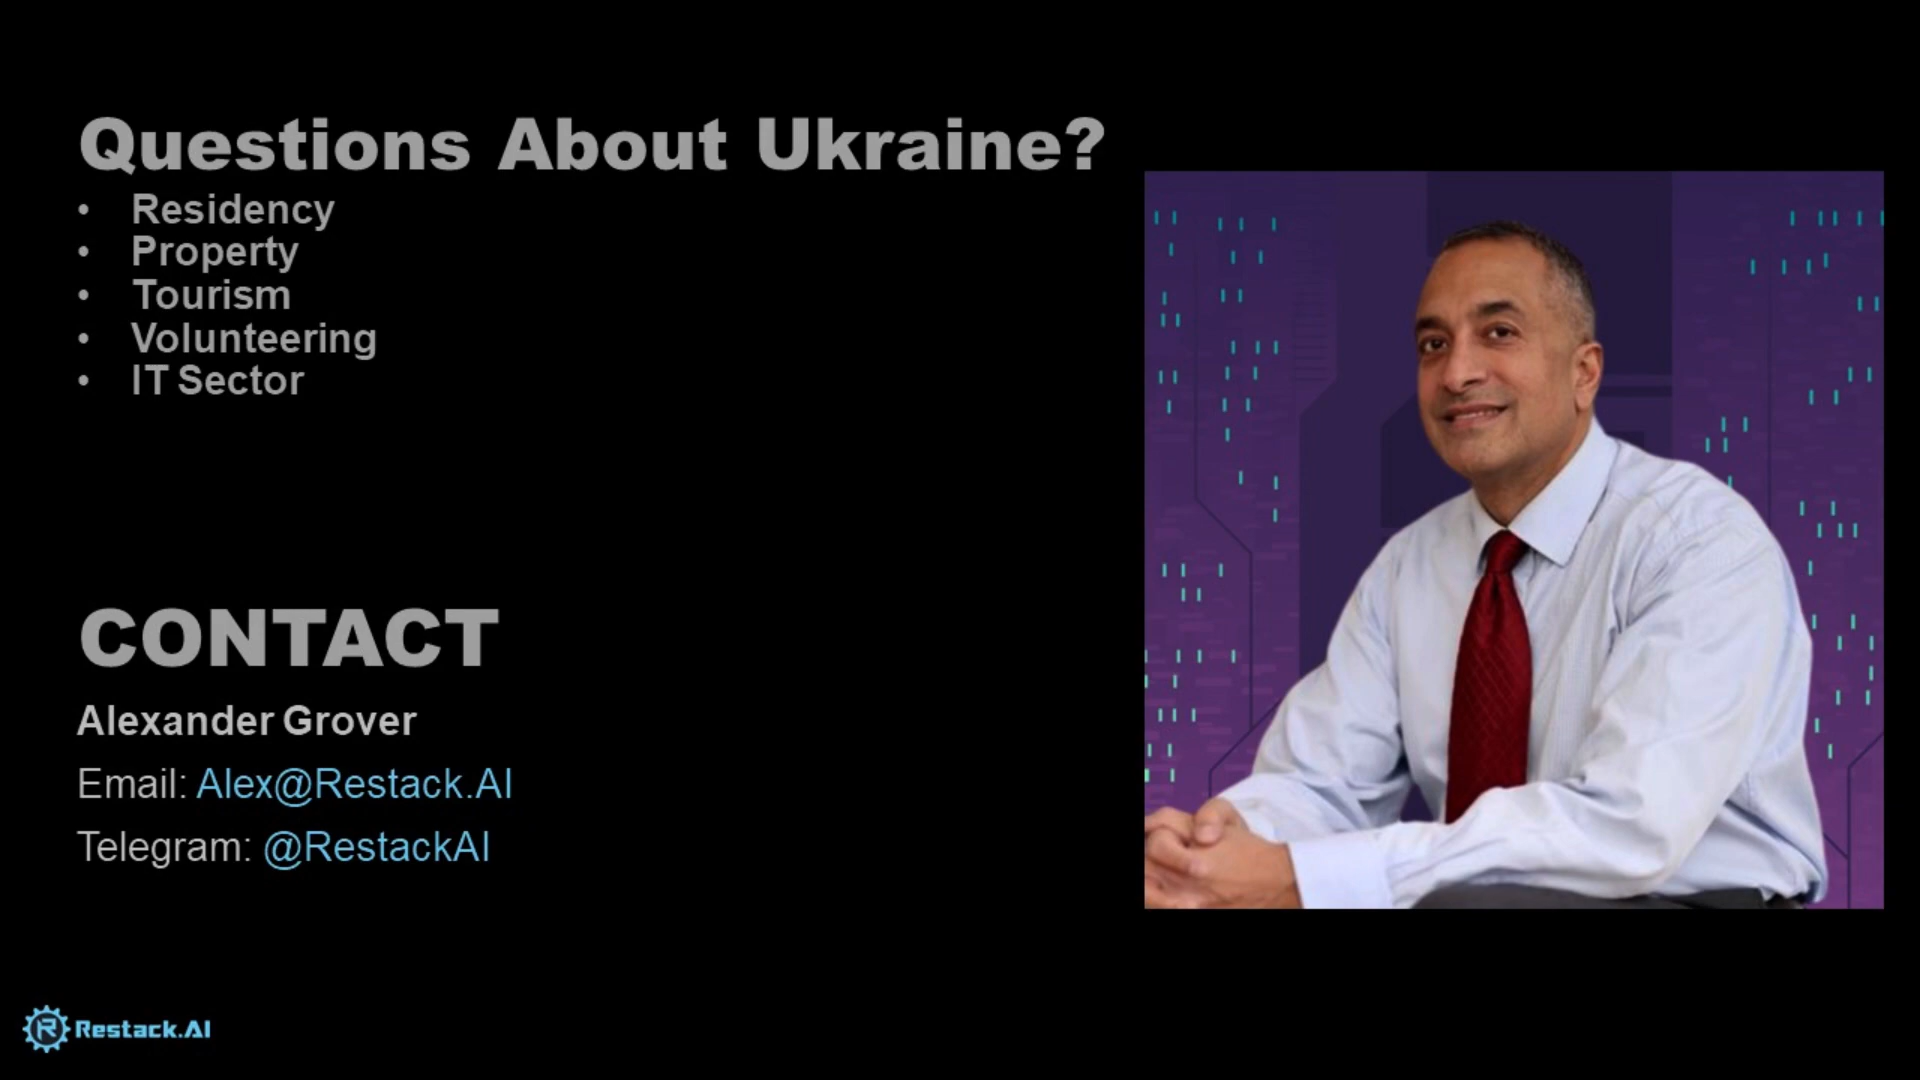 Questions About Ukraine?
• Residency
• Property
• Tourism
• Volunteering
• IT Sector
CONTACT
Alexander Grover
Email: Alex@Restack.AI
Telegram: @RestackAI
Restack.AI